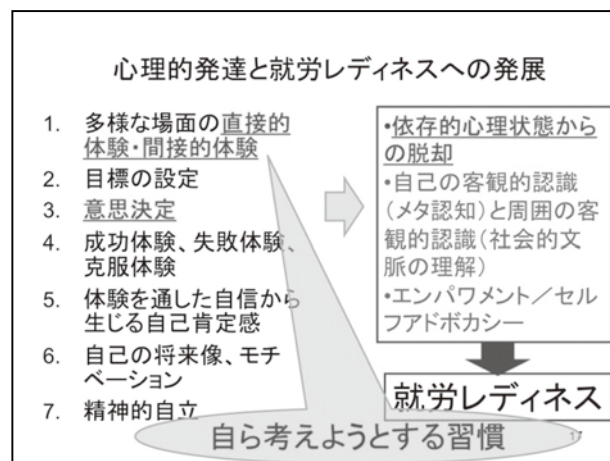 心理的発達と就労レディネスへの発展
1. 多様な場面の直接的
体験・間接的体験
2. 目標の設定
3. 意思決定
4. 成功体験、失敗体験、
克服体験
5. 体験を通した自信から
生じる自己肯定感
6. 自己の将来像、モチ
ベーション
7. 精神的自立
•依存的心理状態から
の脱却
•自己の客観的認識
（メタ認知）と周囲の客
観的認識（社会的文
脈の理解）
•エンパワメント／セル
フアドボカシー
就労レディネス
自ら考えようとする習慣